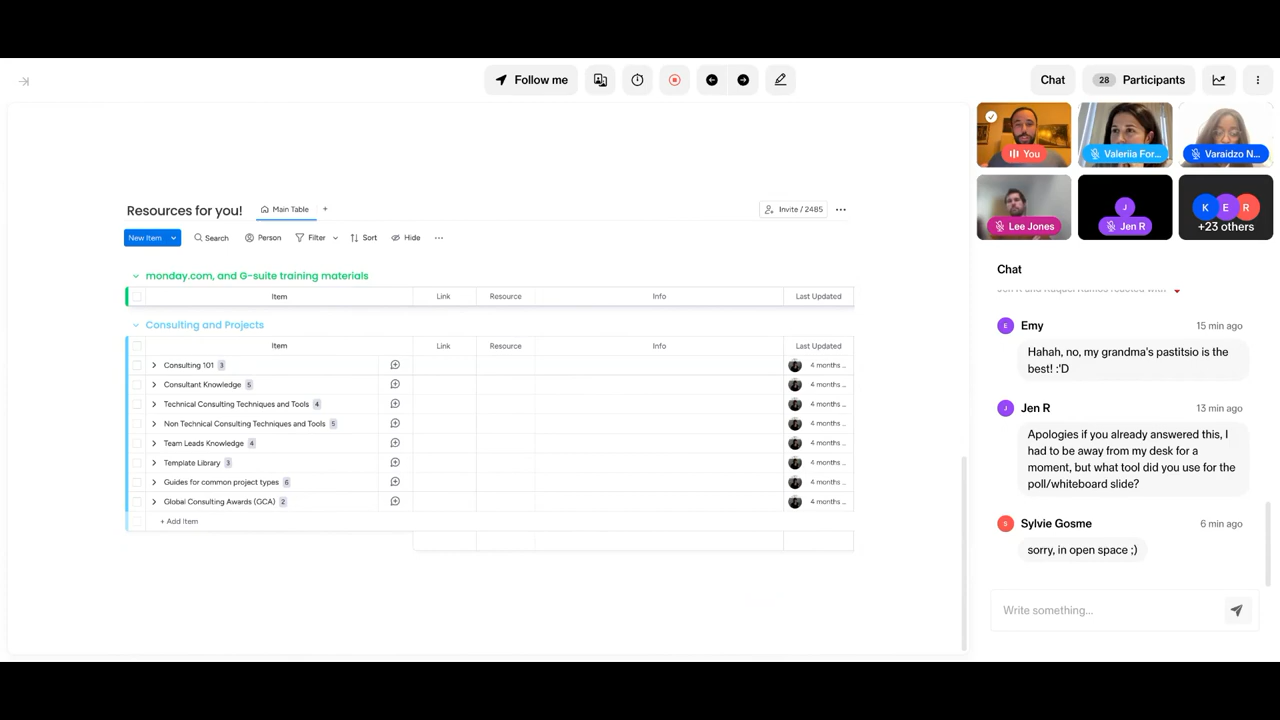 Follow me
Chat
28 Participants
You
Valeriia For...
Varaidzo N...
Lee Jones
J
Jen R
K E R
+23 others
Resources for you!
Main Table
+
Invite / 2485
New Item
Search
Person
Filter
Sort
Hide
monday.com, and G-suite training materials
Item Link Resource Info Last Updated
Consulting and Projects
Item Link Resource Info Last Updated
Consulting 101 3 4 months ...
Consultant Knowledge 5 4 months ...
Technical Consulting Techniques and Tools 4 4 months ...
Non Technical Consulting Techniques and Tools 5 4 months ...
Team Leads Knowledge 4 4 months ...
Template Library 3 4 months ...
Guides for common project types 6 4 months ...
Global Consulting Awards (GCA) 2 4 months ...
+ Add Item
Chat
E Emy 15 min ago
Hahah, no, my grandma's pastitsio is the
best! :'D
J Jen R 13 min ago
Apologies if you already answered this, I
had to be away from my desk for a
moment, but what tool did you use for the
poll/whiteboard slide?
S Sylvie Gosme 6 min ago
sorry, in open space ;)
Write something...